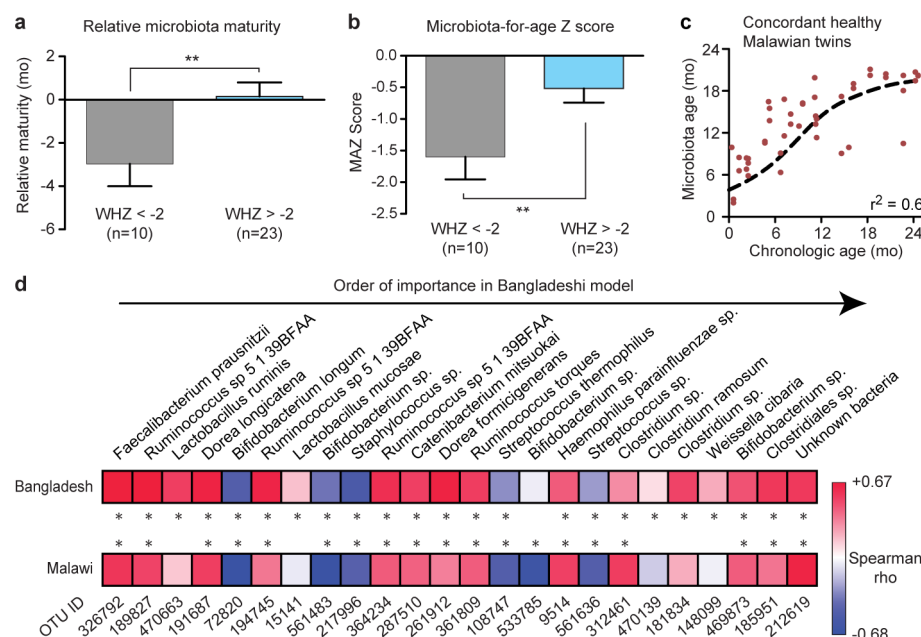 a Relative microbiota maturity
Relative maturity (mo)
2
0
-2
-4
-6
**
WHZ < -2
(n=10)
WHZ > -2
(n=23)
b Microbiota-for-age Z score
MAZ Score
0.0
-0.5
-1.0
-1.5
-2.0
-2.5
**
WHZ < -2
(n=10)
WHZ > -2
(n=23)
c Concordant healthy
Malawian twins
Microbiota age (mo)
24
18
12
6
0
r² = 0.6
0 6 12 18 24
Chronologic age (mo)
d Order of importance in Bangladeshi model
Faecalibacterium prausnitzii
Ruminococcus sp 5 1 39BFAA
Lactobacillus ruminis
Dorea longicatena
Bifidobacterium longum
Ruminococcus sp 5 1 39BFAA
Lactobacillus mucosae
Bifidobacterium sp.
Staphylococcus sp.
Ruminococcus sp 5 1 39BFAA
Catenibacterium mitsuokai
Dorea formicigenerans
Ruminococcus torques
Streptococcus thermophilus
Bifidobacterium sp.
Haemophilus parainfluenzae sp.
Streptococcus sp.
Clostridium sp.
Clostridium ramosum
Clostridium sp.
Weissella cibaria
Bifidobacterium sp.
Clostridiales sp.
Unknown bacteria
Bangladesh
* * * * * * * * * * * * * * * * * * * * * *
* * * * * * * * * * * * * * * * * * *
Malawi
OTU ID
326792 189827 470663 191687 72820 194745 15141 561483 217996 364234 287510 261912 361809 108747 533785 9514 561636 312461 470139 181834 148099 469873 185951 212619
+0.67
Spearman
rho
-0.68